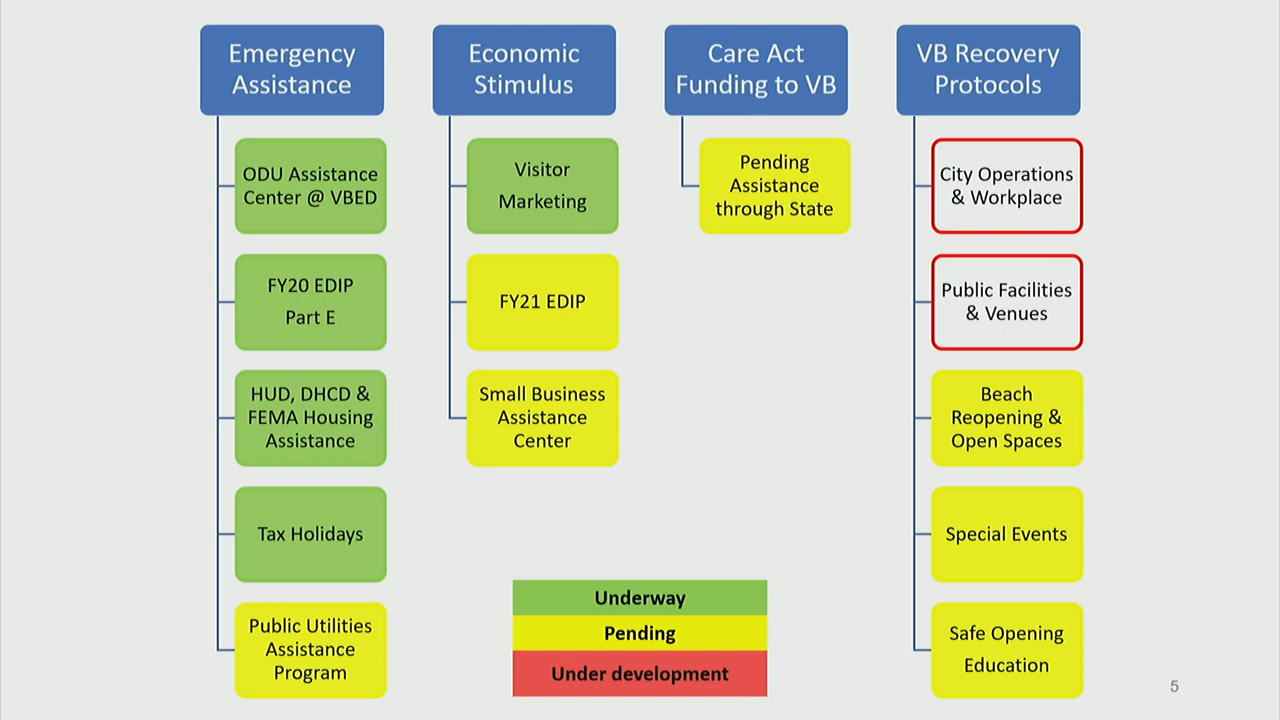 Emergency
Assistance
ODU Assistance
Center @ VBED
FY20 EDIP
Part E
HUD, DHCD &
FEMA Housing
Assistance
Tax Holidays
Public Utilities
Assistance
Program
Economic
Stimulus
Visitor
Marketing
FY21 EDIP
Small Business
Assistance
Center
Care Act
Funding to VB
Pending
Assistance
through State
VB Recovery
Protocols
City Operations
& Workplace
Public Facilities
& Venues
Beach
Reopening &
Open Spaces
Special Events
Safe Opening
Education
Underway
Pending
Under development
5